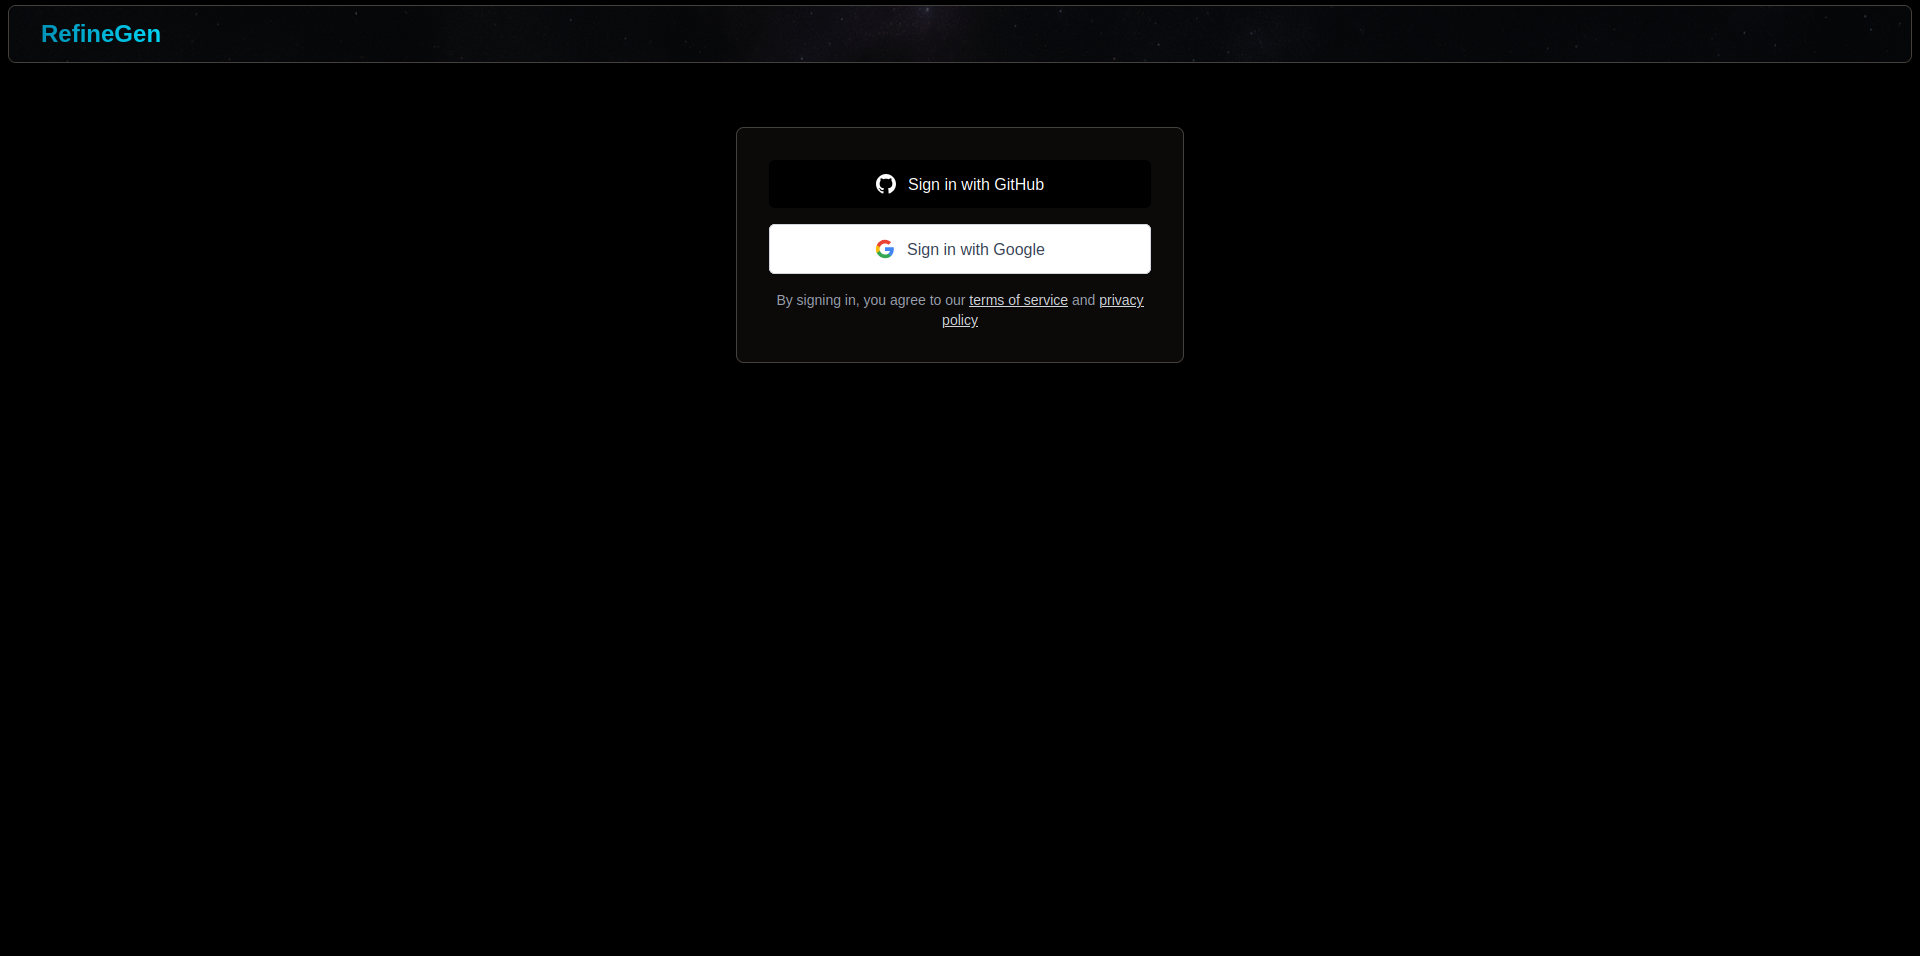 RefineGen
Sign in with GitHub
Sign in with Google
By signing in, you agree to our terms of service and privacy
policy